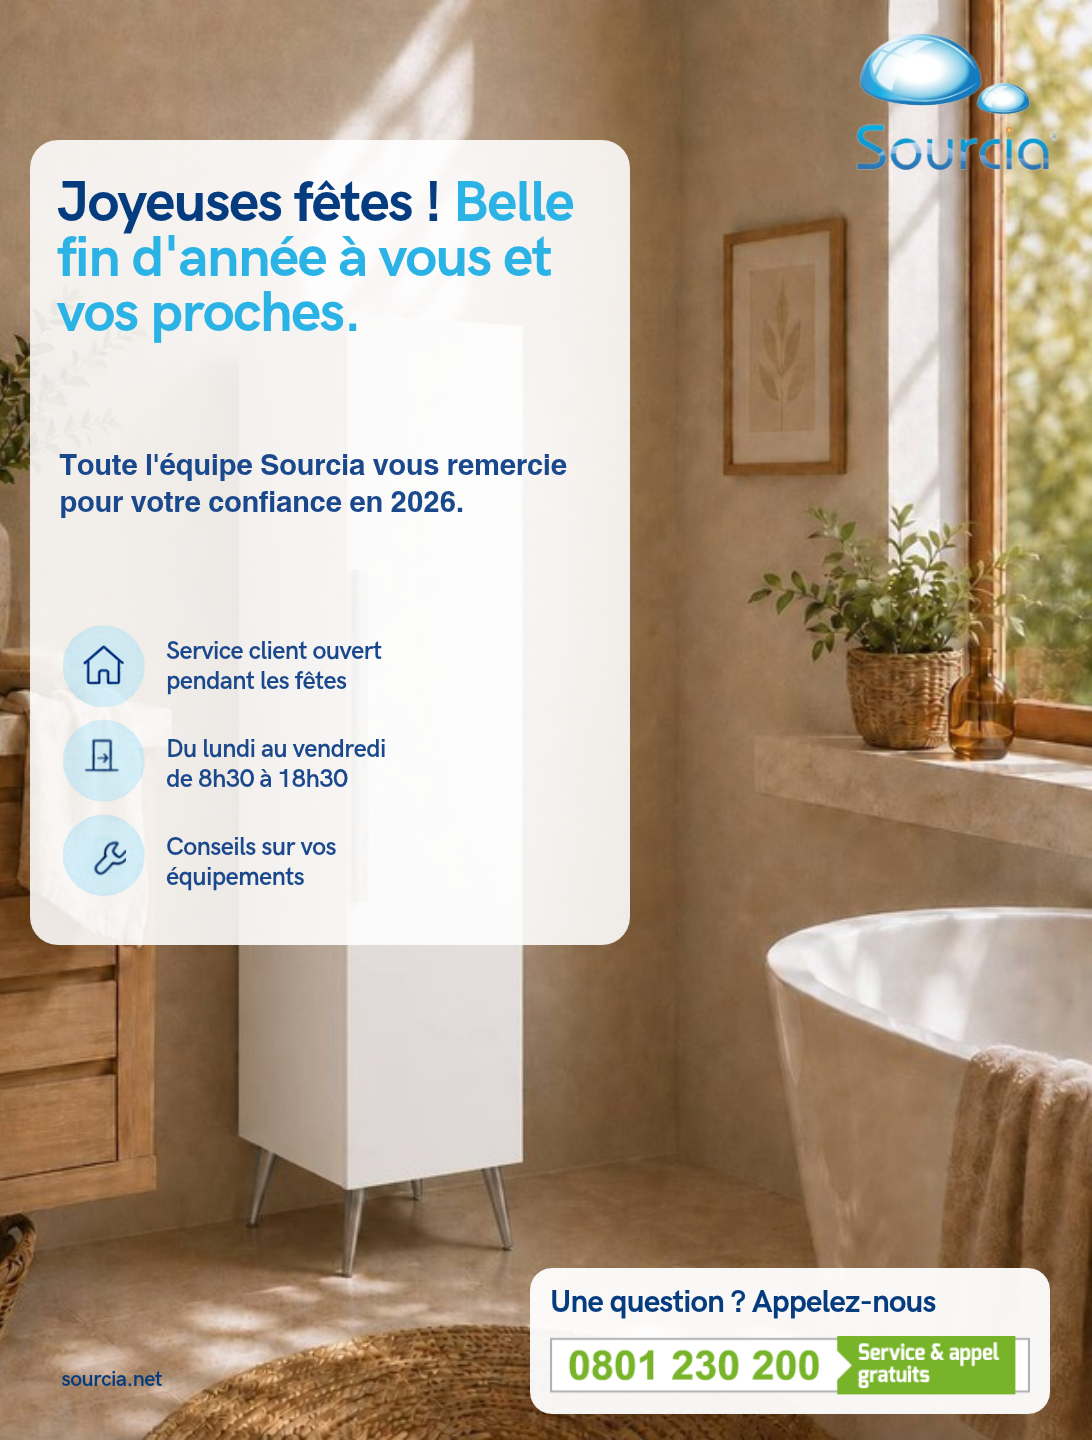 Sourcia
Joyeuses fêtes ! Belle
fin d'année à vous et
vos proches.
Toute l'équipe Sourcia vous remercie
pour votre confiance en 2026.
Service client ouvert
pendant les fêtes
Du lundi au vendredi
de 8h30 à 18h30
Conseils sur vos
équipements
Une question ? Appelez-nous
0801 230 200
Service & appel
gratuits
sourcia.net